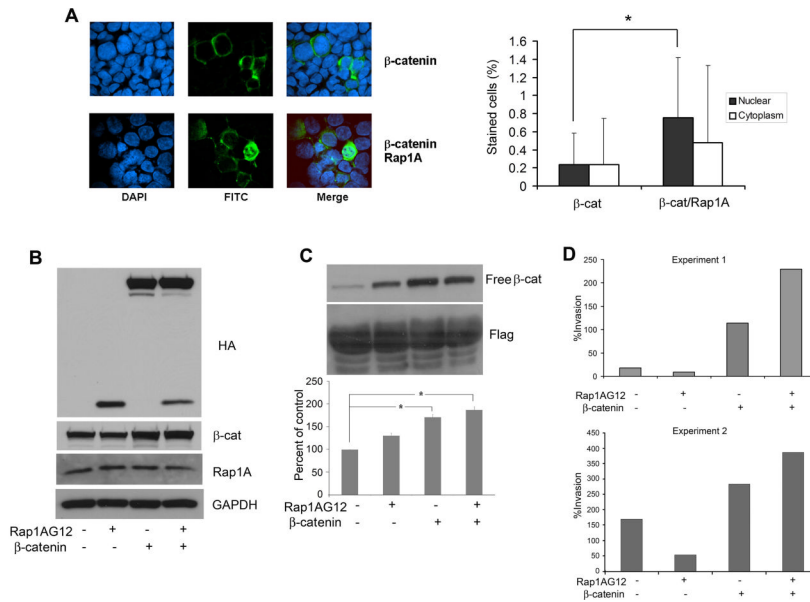 A
β-catenin
β-catenin
Rap1A
DAPI
FITC
Merge
*
Stained cells (%)
1.6
1.4
1.2
1
0.8
0.6
0.4
0.2
0
Nuclear
Cytoplasm
β-cat
β-cat/Rap1A
B
HA
β-cat
Rap1A
GAPDH
Rap1AG12 - + - +
β-catenin - - + +
C
Free β-cat
Flag
Percent of control
250
200
150
100
50
0
*
*
Rap1AG12 - + - +
β-catenin - - + +
D
Experiment 1
%Invasion
250
200
150
100
50
0
Rap1AG12 - + - +
β-catenin - - + +
Experiment 2
%Invasion
450
400
350
300
250
200
150
100
50
0
Rap1AG12 - + - +
β-catenin - - + +